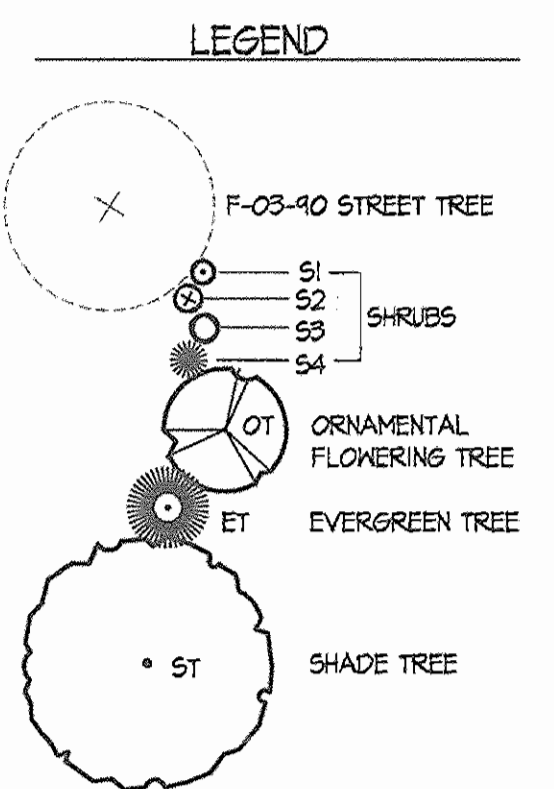 LEGEND
F-03-90 STREET TREE
S1
S2
S3
S4
SHRUBS
OT
ORNAMENTAL
FLOWERING TREE
ET EVERGREEN TREE
ST SHADE TREE